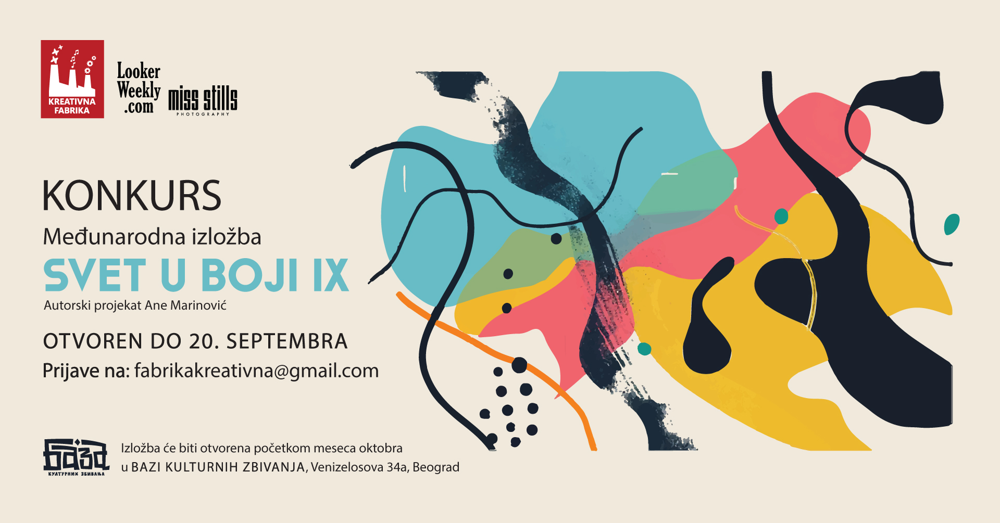 KREATIVNA
FABRIKA
Looker
Weekly
.com
miss stills
PHOTOGRAPHY
KONKURS
Međunarodna izložba
SVET U BOJI IX
Autorski projekat Ane Marinović
OTVOREN DO 20. SEPTEMBRA
Prijave na: fabrikakreativna@gmail.com
база
КУЛТУРНИХ ЗБИВАЊА
Izložba će biti otvorena početkom meseca oktobra
u BAZI KULTURNIH ZBIVANJA, Venizelosova 34a, Beograd